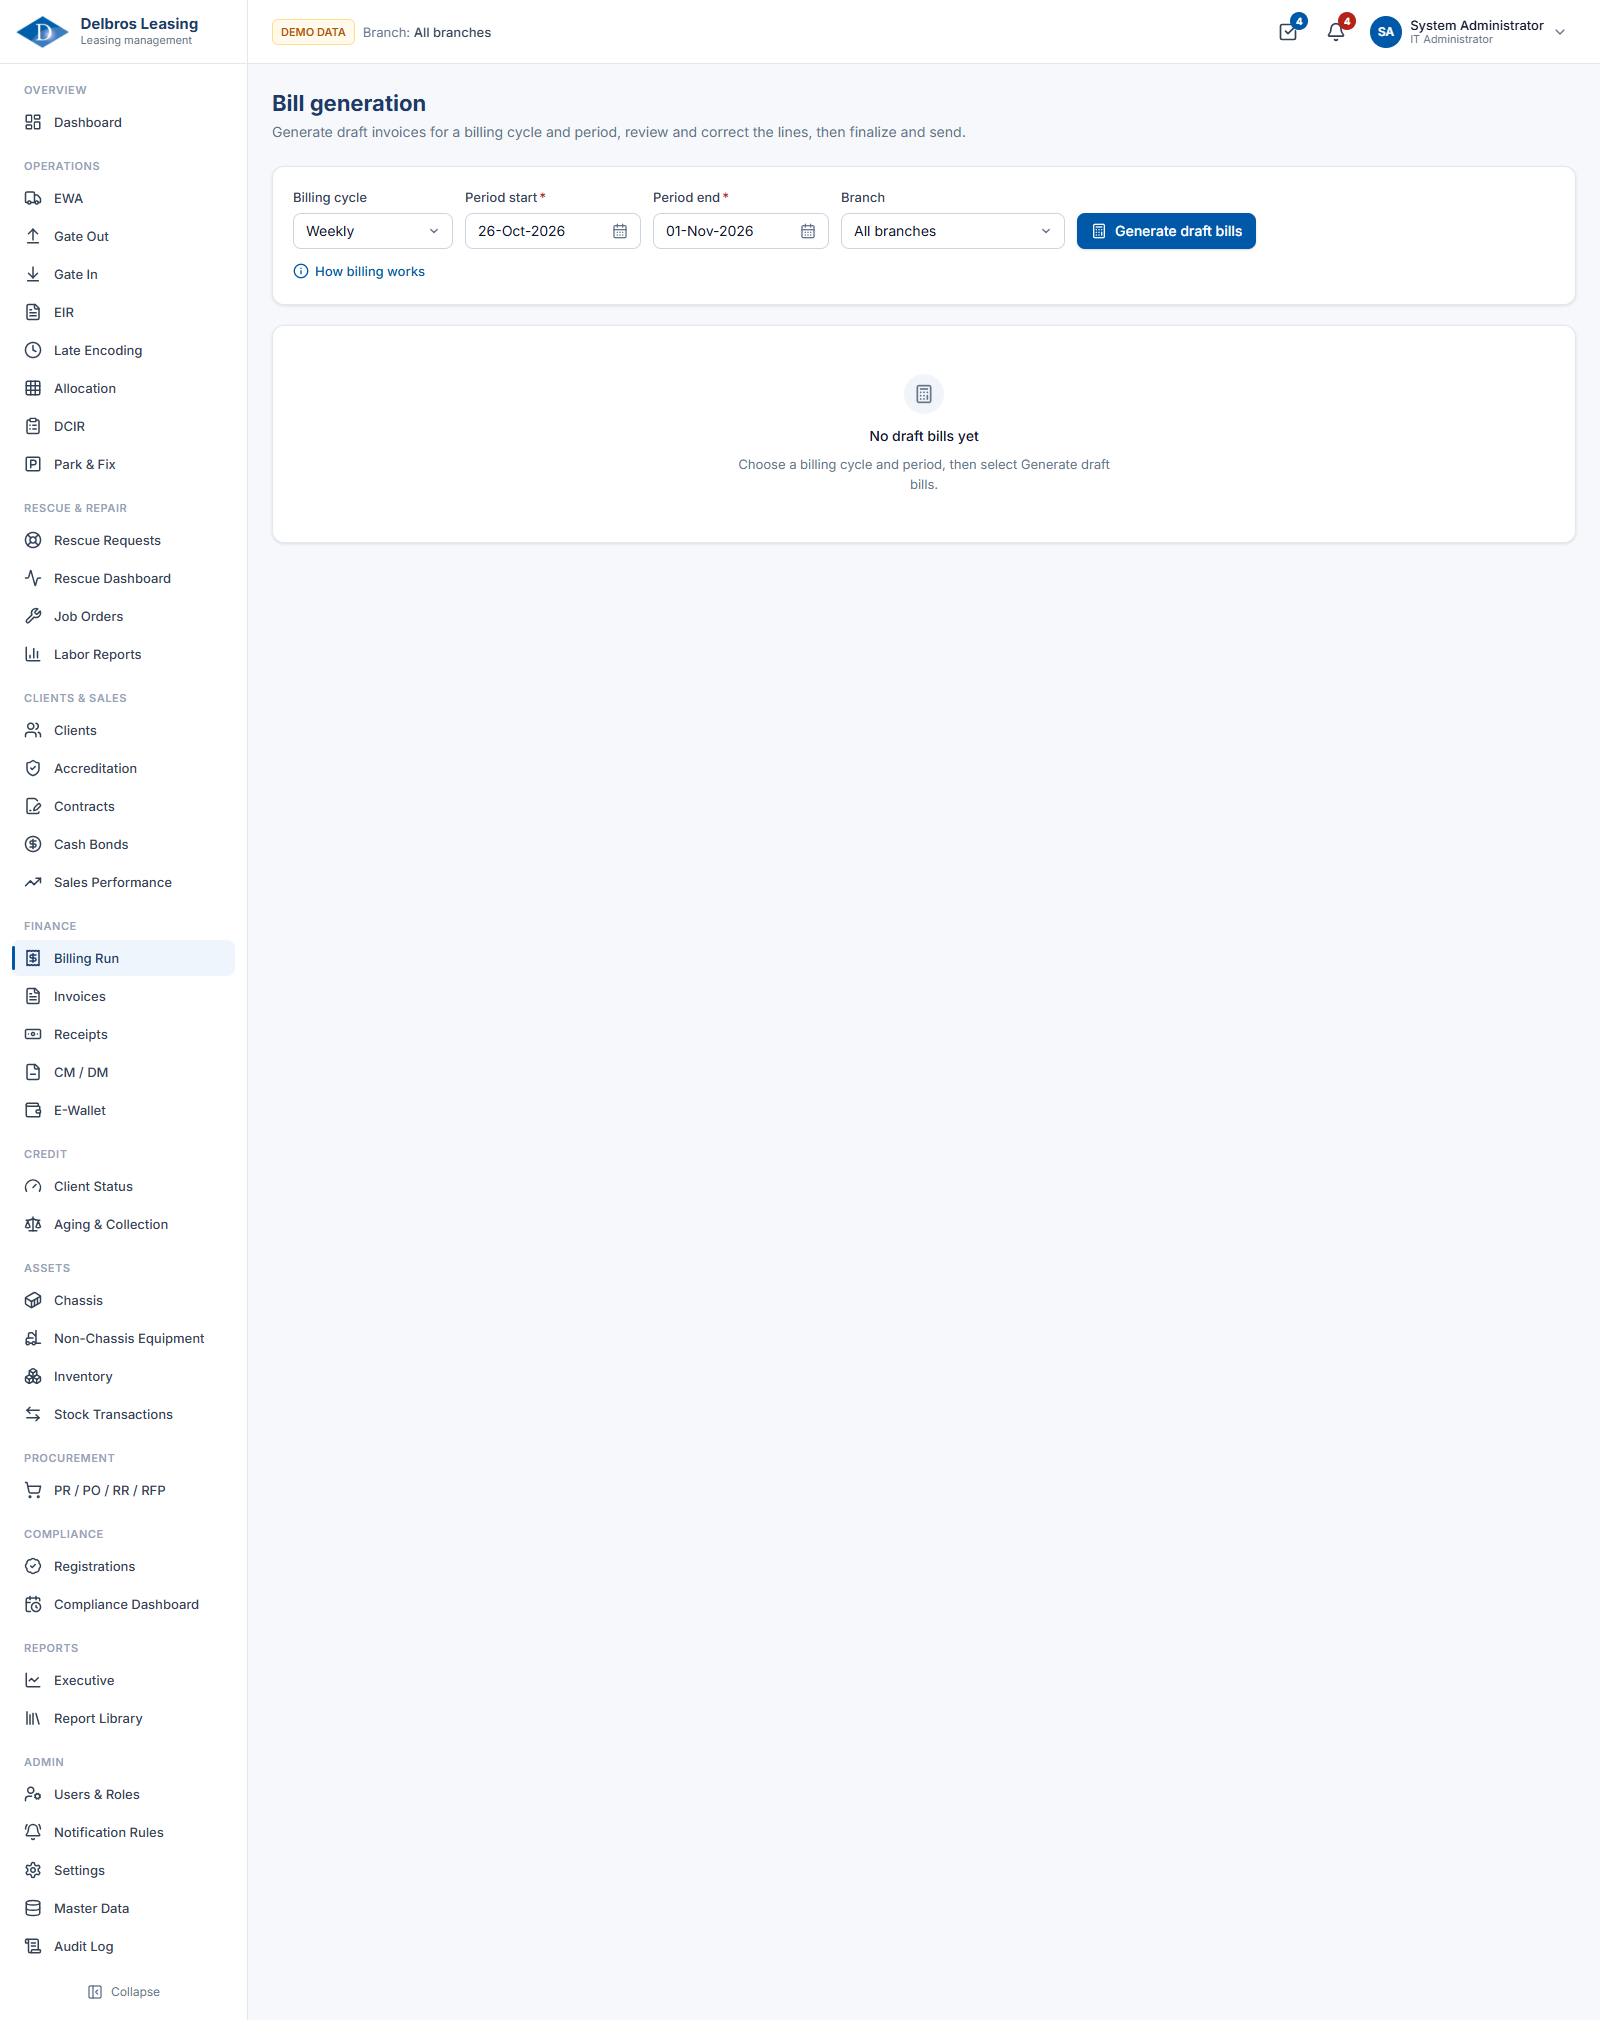 Delbros Leasing
Leasing management
DEMO DATA
Branch: All branches
4
4
SA
System Administrator
IT Administrator
OVERVIEW
Dashboard
OPERATIONS
EWA
Gate Out
Gate In
EIR
Late Encoding
Allocation
DCIR
Park & Fix
RESCUE & REPAIR
Rescue Requests
Rescue Dashboard
Job Orders
Labor Reports
CLIENTS & SALES
Clients
Accreditation
Contracts
Cash Bonds
Sales Performance
FINANCE
Billing Run
Invoices
Receipts
CM / DM
E-Wallet
CREDIT
Client Status
Aging & Collection
ASSETS
Chassis
Non-Chassis Equipment
Inventory
Stock Transactions
PROCUREMENT
PR / PO / RR / RFP
COMPLIANCE
Registrations
Compliance Dashboard
REPORTS
Executive
Report Library
ADMIN
Users & Roles
Notification Rules
Settings
Master Data
Audit Log
Collapse
Bill generation
Generate draft invoices for a billing cycle and period, review and correct the lines, then finalize and send.
Billing cycle
Period start *
Period end *
Branch
Weekly
26-Oct-2026
01-Nov-2026
All branches
Generate draft bills
How billing works
No draft bills yet
Choose a billing cycle and period, then select Generate draft
bills.